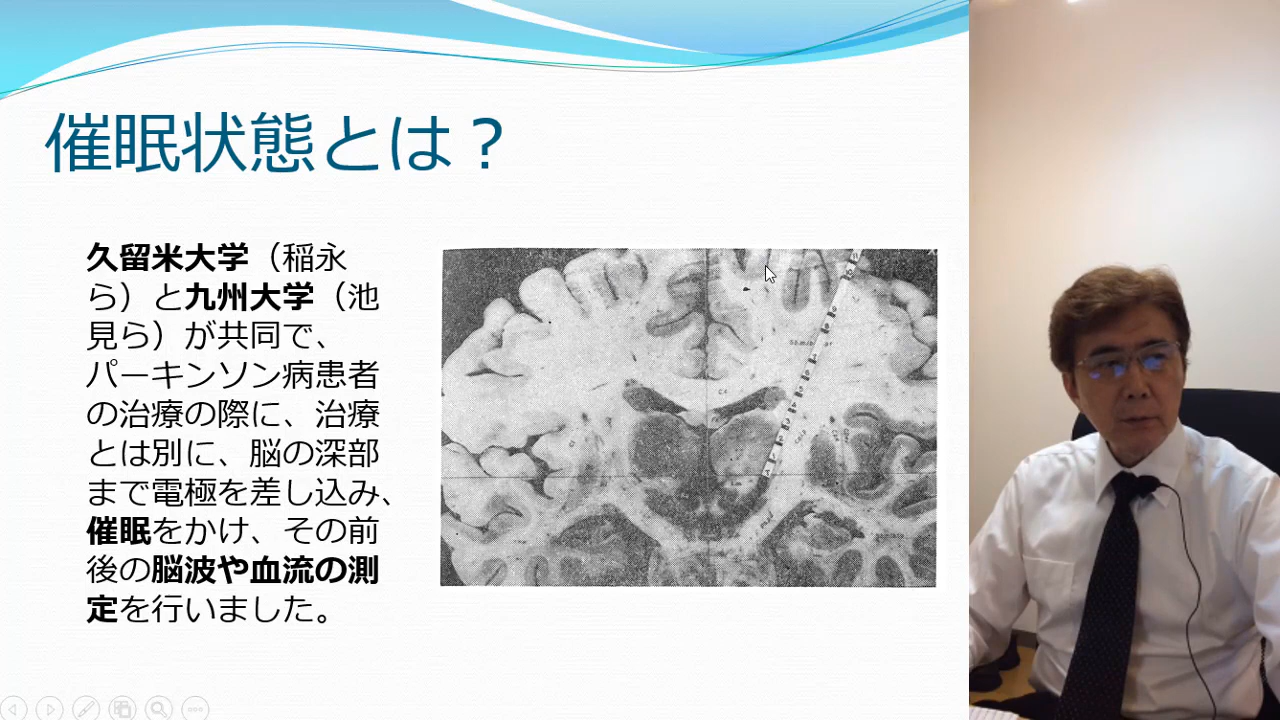 催眠状態とは？
久留米大学（稲永
ら）と九州大学（池
見ら）が共同で、
パーキンソン病患者
の治療の際に、治療
とは別に、脳の深部
まで電極を差し込み、
催眠をかけ、その前
後の脳波や血流の測
定を行いました。